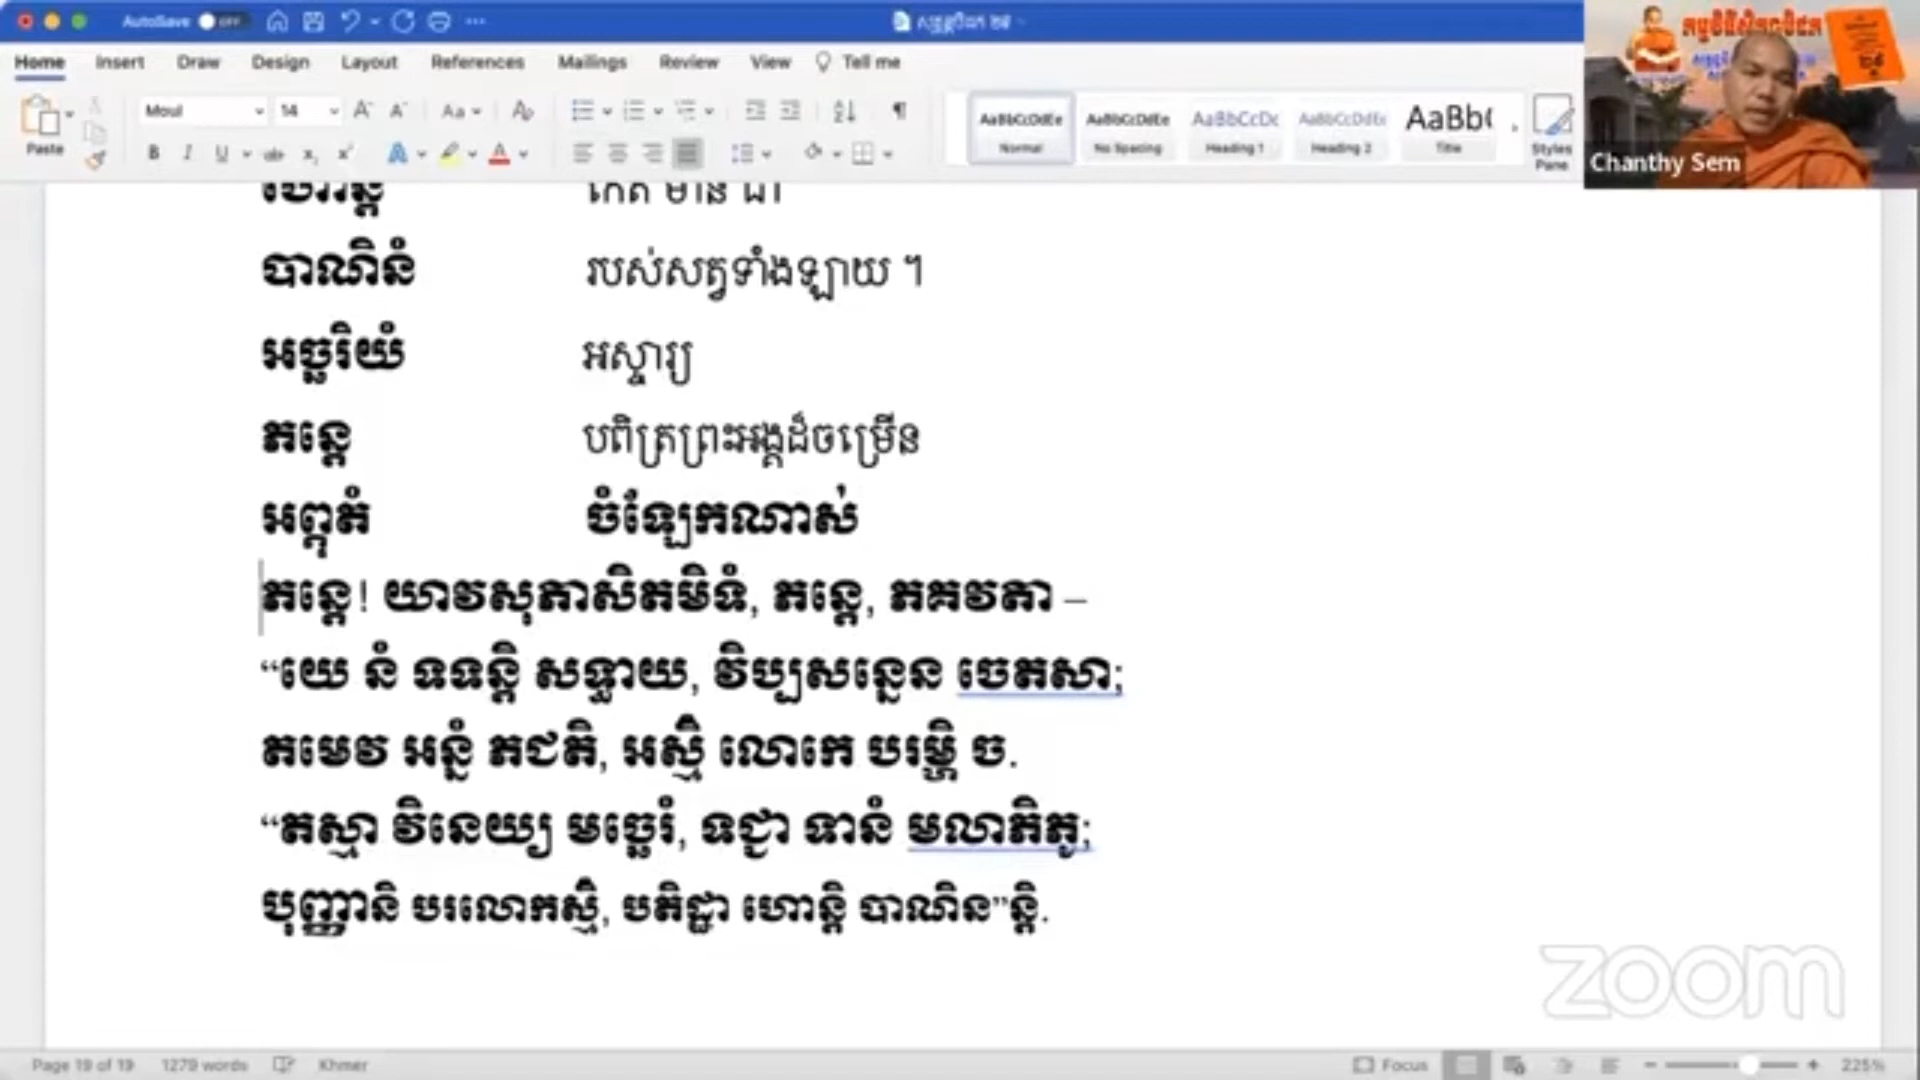 AutoSave OFF
Home Insert Draw Design Layout References Mailings Review View Tell me
Moul 14
Paste
AaBbCcDdEe Normal
AaBbCcDdEe No Spacing
AaBbCcDc Heading 1
AaBbCcDdEe Heading 2
AaBb( Title
Styles Pane
Chanthy Sem
បាណិនំ របស់សត្វទាំងឡាយ ។
អច្ឆរិយំ អស្ចារ្យ
ភន្តេ បពិត្រព្រះអង្គដ៏ចម្រើន
អព្ភុតំ ចំឡែកណាស់
ភន្តេ! យាវសុភាសិតមិទំ, ភន្តេ, ភគវតា –
“យេ នំ ទទន្តិ សទ្ធាយ, វិប្បសន្នេន ចេតសា;
តមេវ អន្នំ ភជតិ, អស្មិំ លោកេ បរម្ហិ ច.
“តស្មា វិនេយ្យ មច្ឆេរំ, ទជ្ជា ទានំ មលាភិភូ;
បុញ្ញានិ បរលោកស្មិំ, បតិដ្ឋា ហោន្តិ បាណិន”ន្តិ.
zoom
Page 19 of 19 1279 words Khmer Focus 225%